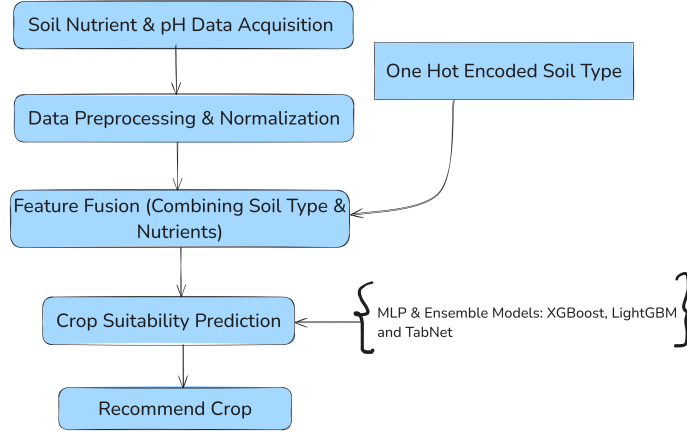 Soil Nutrient & pH Data Acquisition
One Hot Encoded Soil Type
Data Preprocessing & Normalization
Feature Fusion (Combining Soil Type &
Nutrients)
Crop Suitability Prediction
MLP & Ensemble Models: XGBoost, LightGBM
and TabNet
Recommend Crop